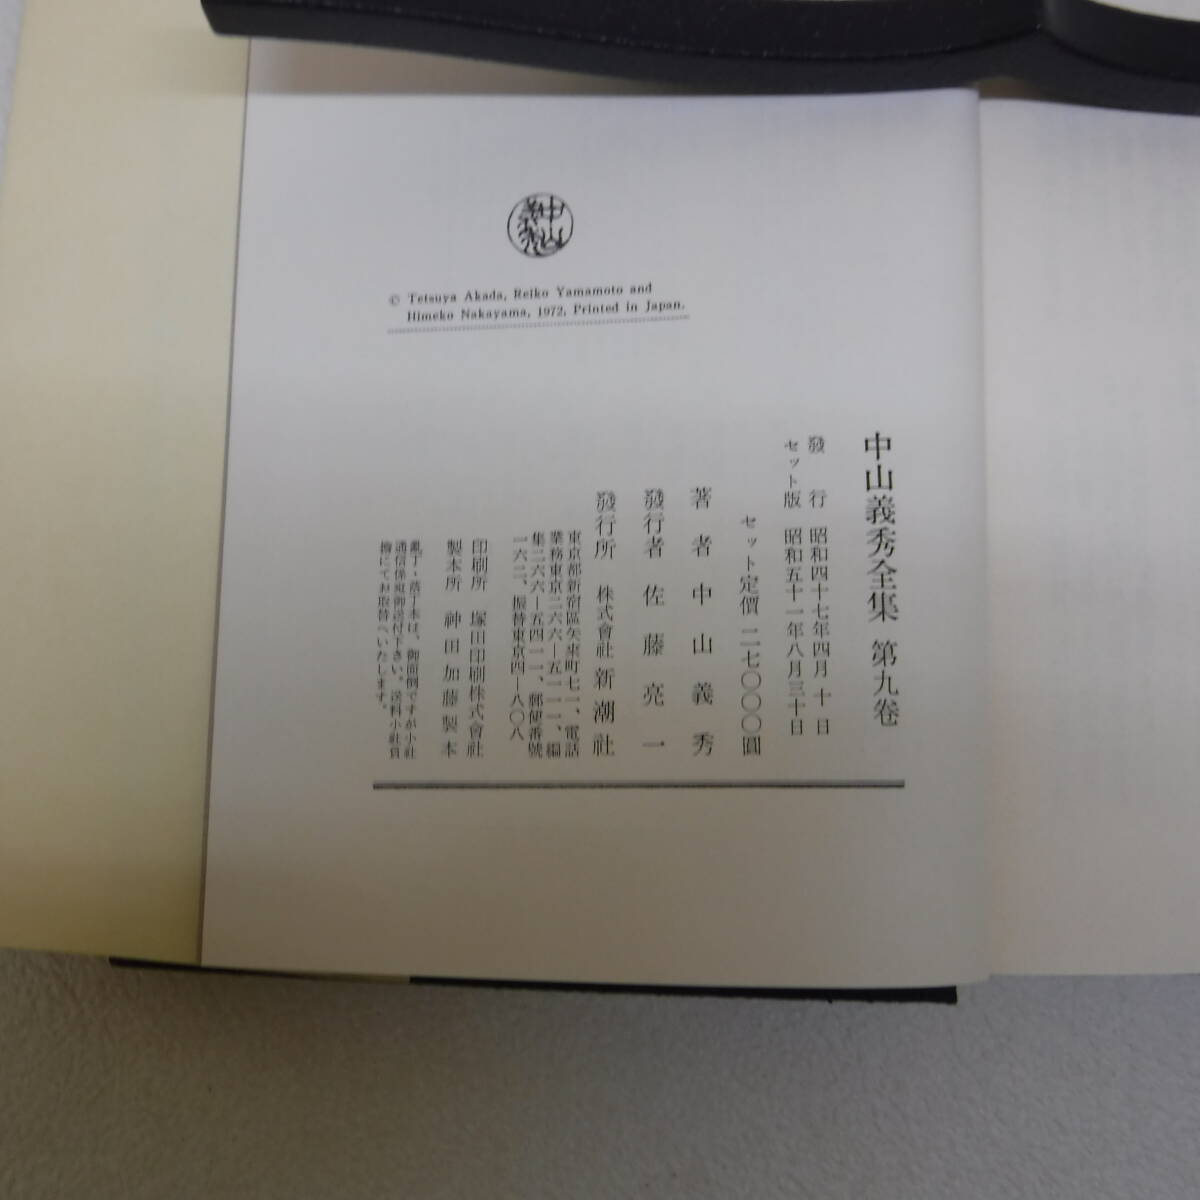 中山義秀
© Tetsuya Akada, Reiko Yamamoto and
Himeko Nakayama, 1972, Printed in Japan.
中山義秀全集 第九卷
發行 昭和四十七年四月十日
セット版 昭和五十一年八月三十日
セット定價 二七〇〇〇圓
著者 中山義秀
發行者 佐藤亮一
發行所 株式會社 新潮社
東京都新宿區矢來町七一、電話
業務東京二六六—五一一一、編
集二六六—五四一一、郵便番號
一六二、振替東京四—八〇八
印刷所 塚田印刷株式會社
製本所 神田加藤製本
亂丁・落丁本は、御面倒ですが小社
通信係宛御送付下さい。送料小社負
擔にてお取替へいたします。